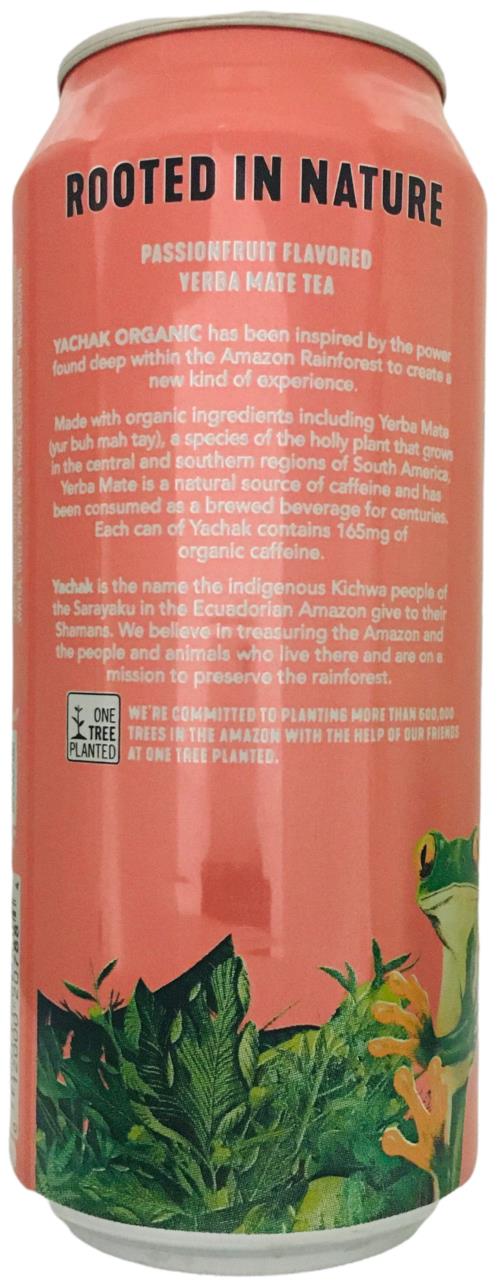 ROOTED IN NATURE
PASSIONFRUIT FLAVORED
YERBA MATE TEA
YACHAK ORGANIC has been inspired by the power
found deep within the Amazon Rainforest to create a
new kind of experience.
Made with organic ingredients including Yerba Mate
(yur buh mah tay), a species of the holly plant that grows
in the central and southern regions of South America,
Yerba Mate is a natural source of caffeine and has
been consumed as a brewed beverage for centuries.
Each can of Yachak contains 165mg of
organic caffeine.
Yachak is the name the indigenous Kichwa people of
the Sarayaku in the Ecuadorian Amazon give to their
Shamans. We believe in treasuring the Amazon and
the people and animals who live there and are on a
mission to preserve the rainforest.
ONE
TREE
PLANTED
WE'RE COMMITTED TO PLANTING MORE THAN 600,000
TREES IN THE AMAZON WITH THE HELP OF OUR FRIENDS
AT ONE TREE PLANTED.